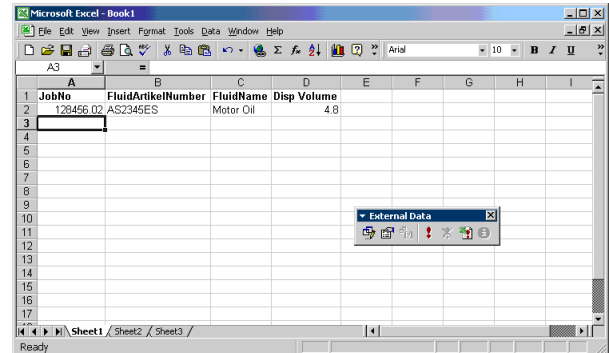 Microsoft Excel - Book1
File Edit View Insert Format Tools Data Window Help
Arial 10 B I U
A3 =
A B C D E F G H I
1 JobNo FluidArtikelNumber FluidName Disp Volume
2 128456.02 AS2345ES Motor Oil 4.8
3
4
5
6
7
8
9
10
11
12
13
14
15
16
17
External Data
Sheet1 Sheet2 Sheet3
Ready